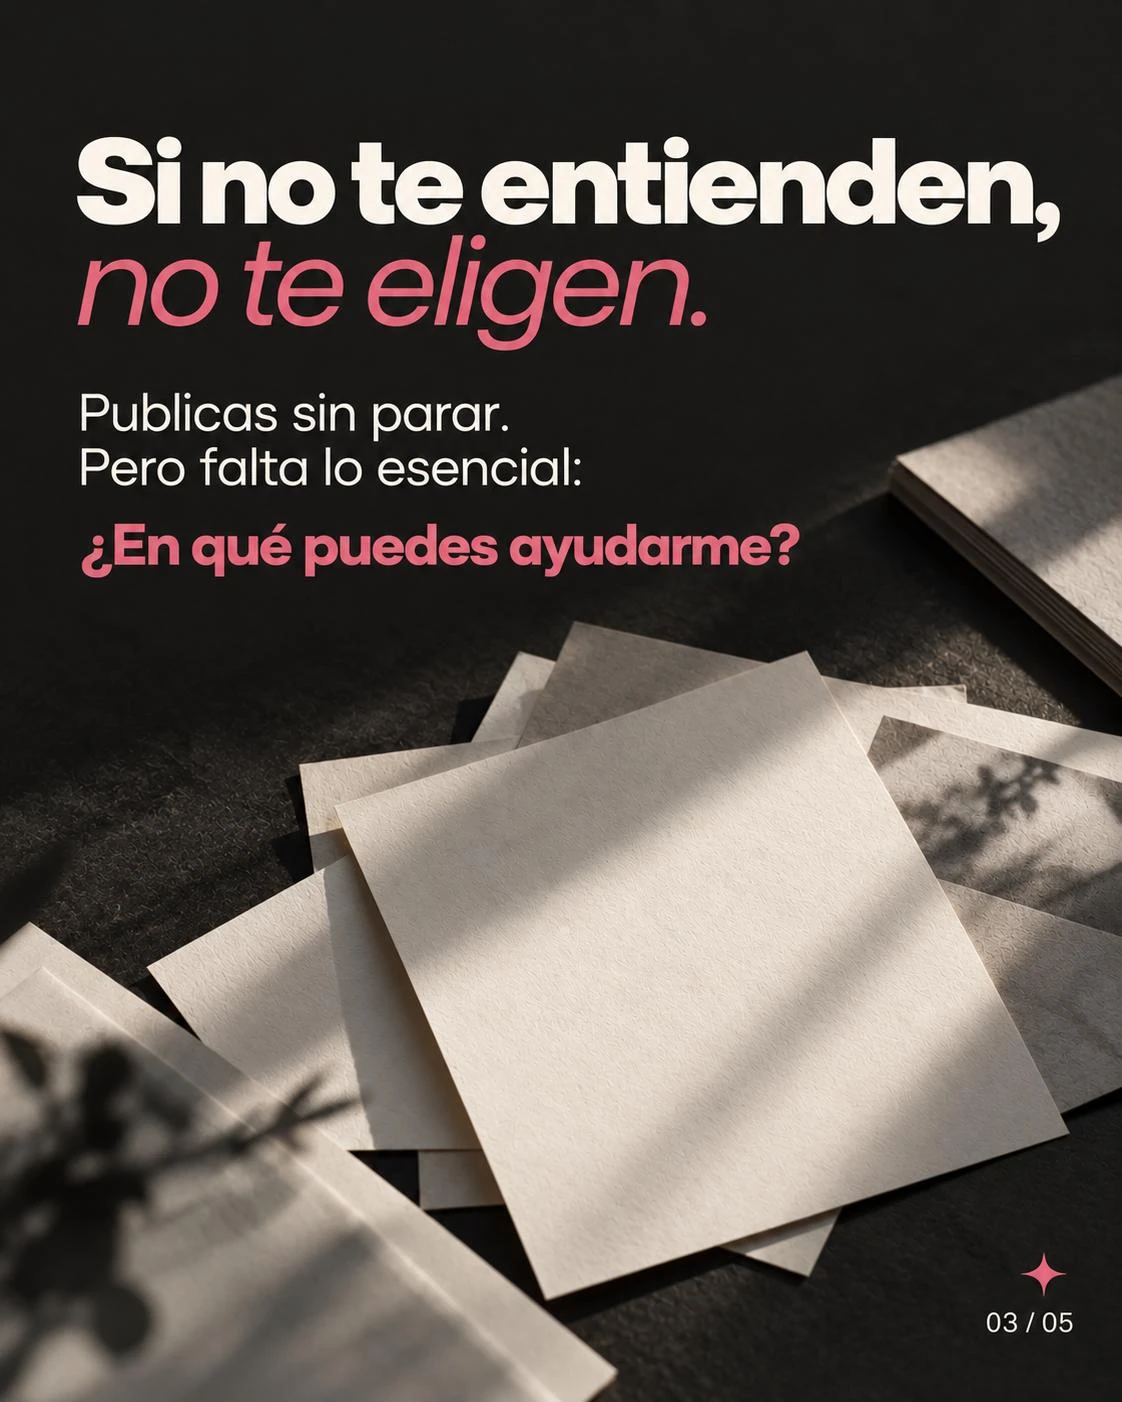 Si no te entienden,
no te eligen.
Publicas sin parar.
Pero falta lo esencial:
¿En qué puedes ayudarme?
03 / 05